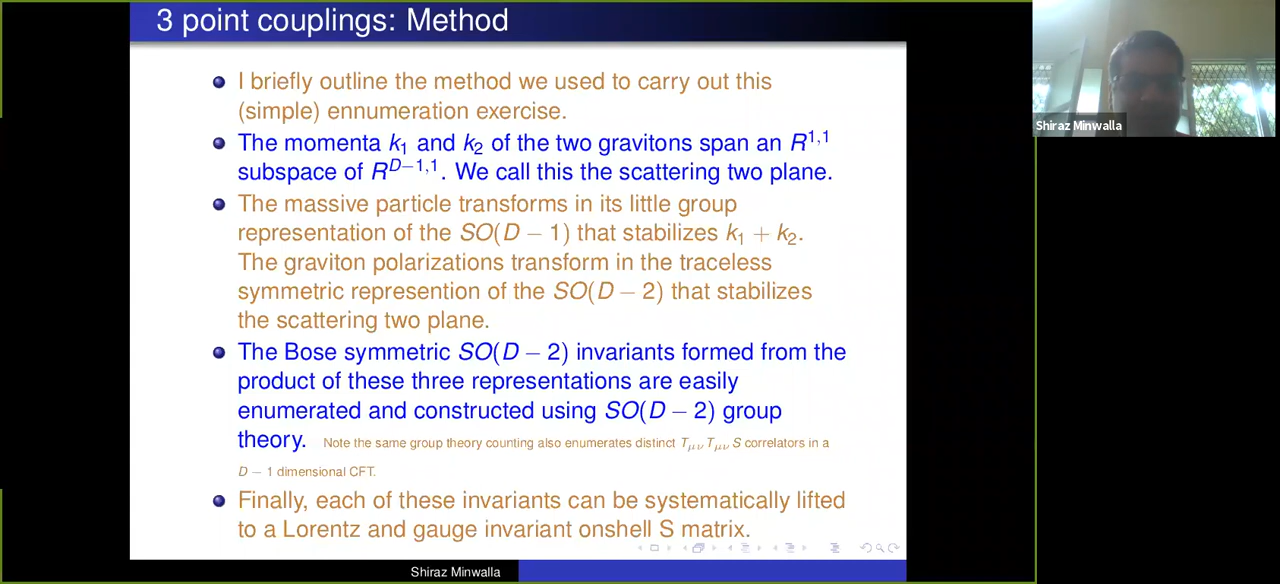 3 point couplings: Method
I briefly outline the method we used to carry out this
(simple) ennumeration exercise.
The momenta k₁ and k₂ of the two gravitons span an R¹,¹
subspace of R^{D−1,1}. We call this the scattering two plane.
The massive particle transforms in its little group
representation of the SO(D − 1) that stabilizes k₁ + k₂.
The graviton polarizations transform in the traceless
symmetric represention of the SO(D − 2) that stabilizes
the scattering two plane.
The Bose symmetric SO(D − 2) invariants formed from the
product of these three representations are easily
enumerated and constructed using SO(D − 2) group
theory. Note the same group theory counting also enumerates distinct T_{μν} T_{μν} S correlators in a
D − 1 dimensional CFT.
Finally, each of these invariants can be systematically lifted
to a Lorentz and gauge invariant onshell S matrix.
Shiraz Minwalla
Shiraz Minwalla